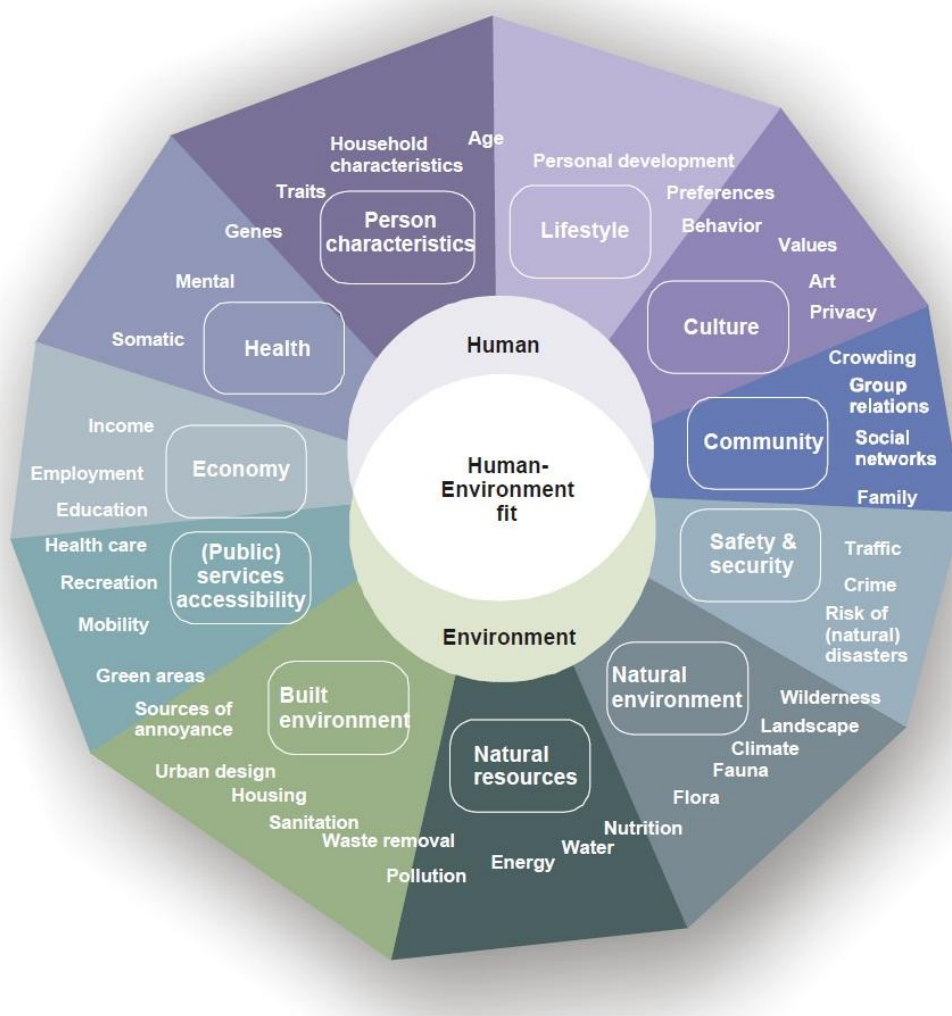 Household
characteristics
Age
Traits
Genes
Person
characteristics
Personal development
Preferences
Behavior
Lifestyle
Values
Art
Privacy
Culture
Crowding
Group
relations
Social
networks
Family
Community
Traffic
Crime
Risk of
(natural)
disasters
Safety &
security
Wilderness
Landscape
Climate
Fauna
Flora
Natural
environment
Nutrition
Water
Energy
Pollution
Natural
resources
Waste removal
Sanitation
Housing
Urban design
Sources of
annoyance
Built
environment
Green areas
Mobility
Recreation
Health care
(Public)
services
accessibility
Education
Employment
Income
Economy
Somatic
Mental
Health
Human
Human-
Environment
fit
Environment